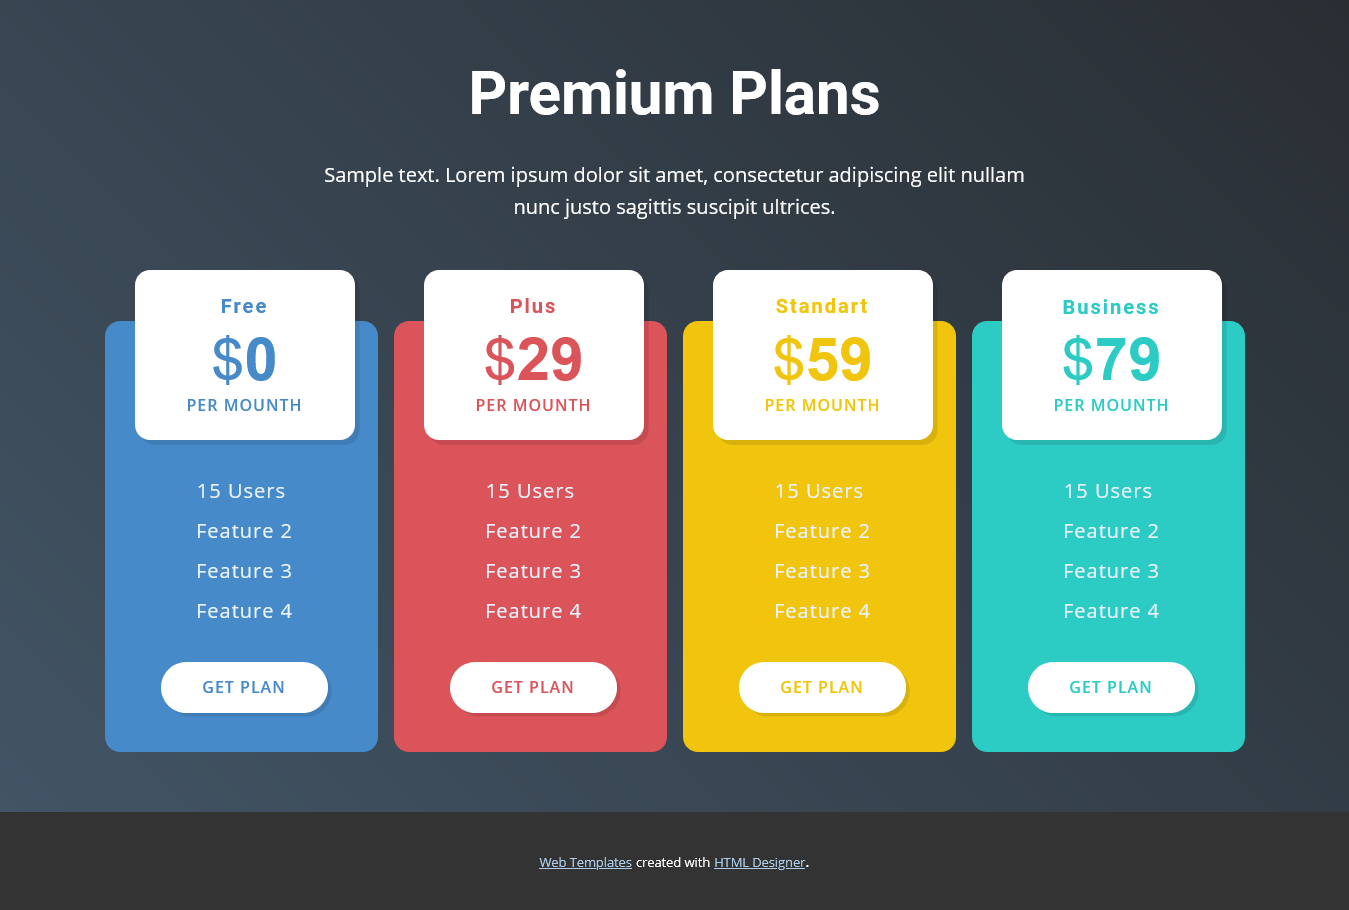 Premium Plans
Sample text. Lorem ipsum dolor sit amet, consectetur adipiscing elit nullam
nunc justo sagittis suscipit ultrices.
Free
$0
PER MOUNTH
15 Users
Feature 2
Feature 3
Feature 4
GET PLAN
Plus
$29
PER MOUNTH
15 Users
Feature 2
Feature 3
Feature 4
GET PLAN
Standart
$59
PER MOUNTH
15 Users
Feature 2
Feature 3
Feature 4
GET PLAN
Business
$79
PER MOUNTH
15 Users
Feature 2
Feature 3
Feature 4
GET PLAN
Web Templates created with HTML Designer.